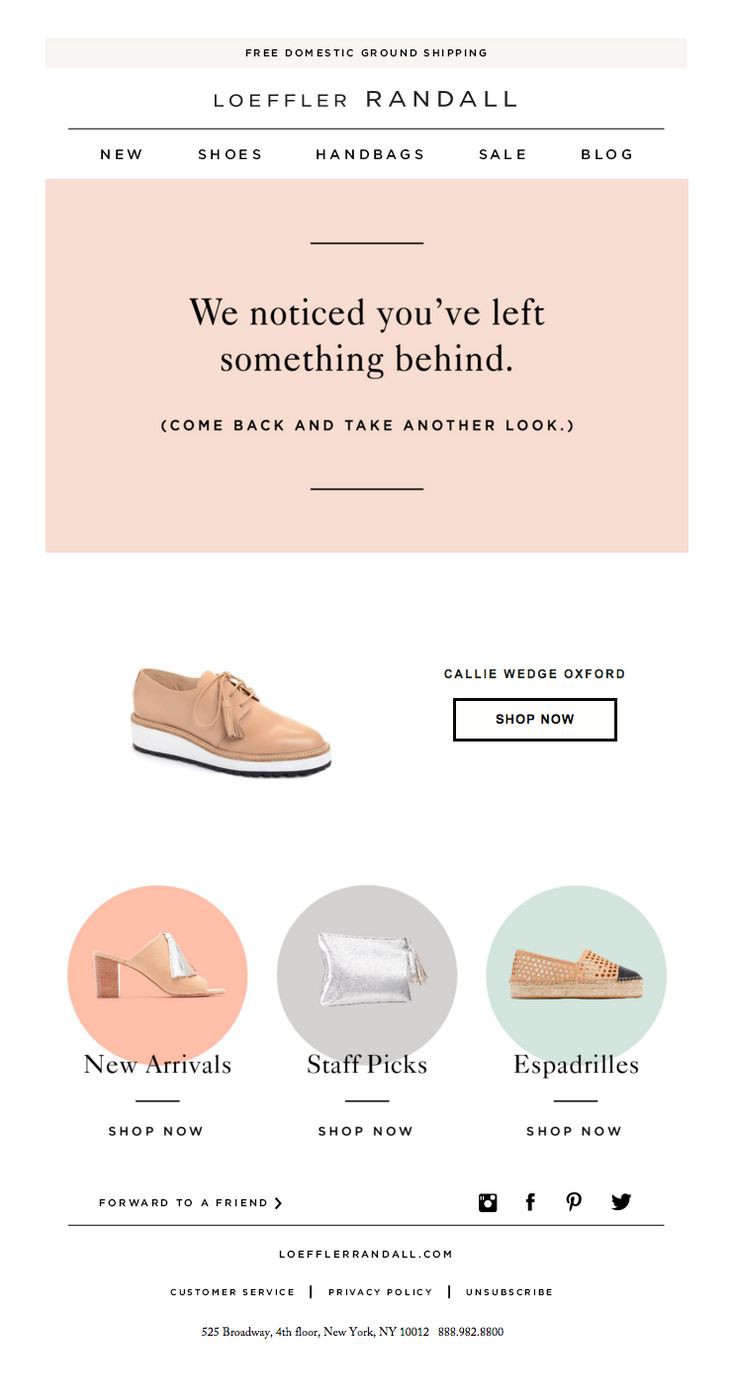 FREE DOMESTIC GROUND SHIPPING
LOEFFLER RANDALL
NEW SHOES HANDBAGS SALE BLOG
We noticed you've left
something behind.
(COME BACK AND TAKE ANOTHER LOOK.)
CALLIE WEDGE OXFORD
SHOP NOW
New Arrivals Staff Picks Espadrilles
SHOP NOW SHOP NOW SHOP NOW
FORWARD TO A FRIEND >
LOEFFLERRANDALL.COM
CUSTOMER SERVICE | PRIVACY POLICY | UNSUBSCRIBE
525 Broadway, 4th floor, New York, NY 10012 888.982.8800